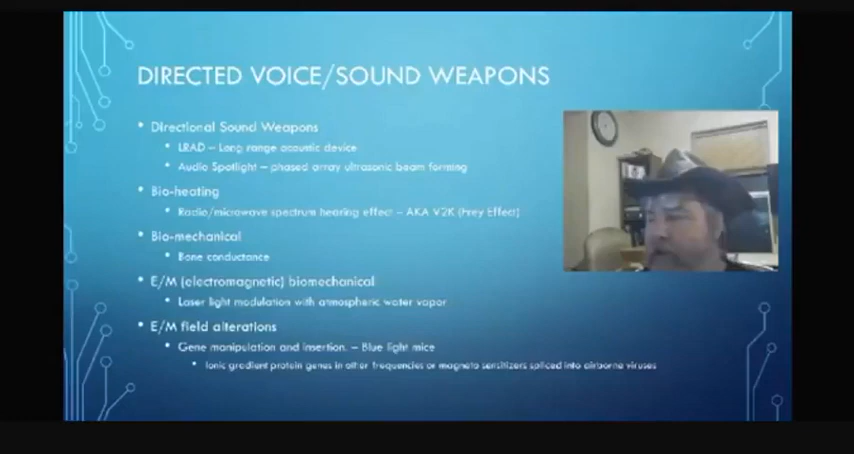 DIRECTED VOICE/SOUND WEAPONS
• Directional Sound Weapons
• LRAD – Long range acoustic device
• Audio Spotlight – phased array ultrasonic beam forming
• Bio-heating
• Radio/microwave spectrum hearing effect – AKA V2K (Frey Effect)
• Bio-mechanical
• Bone conductance
• E/M (electromagnetic) biomechanical
• Laser light modulation with atmospheric water vapor
• E/M field alterations
• Gene manipulation and insertion. – Blue light mice
• Ionic gradient protein genes in other frequencies or magneto sensitizers spliced into airborne viruses